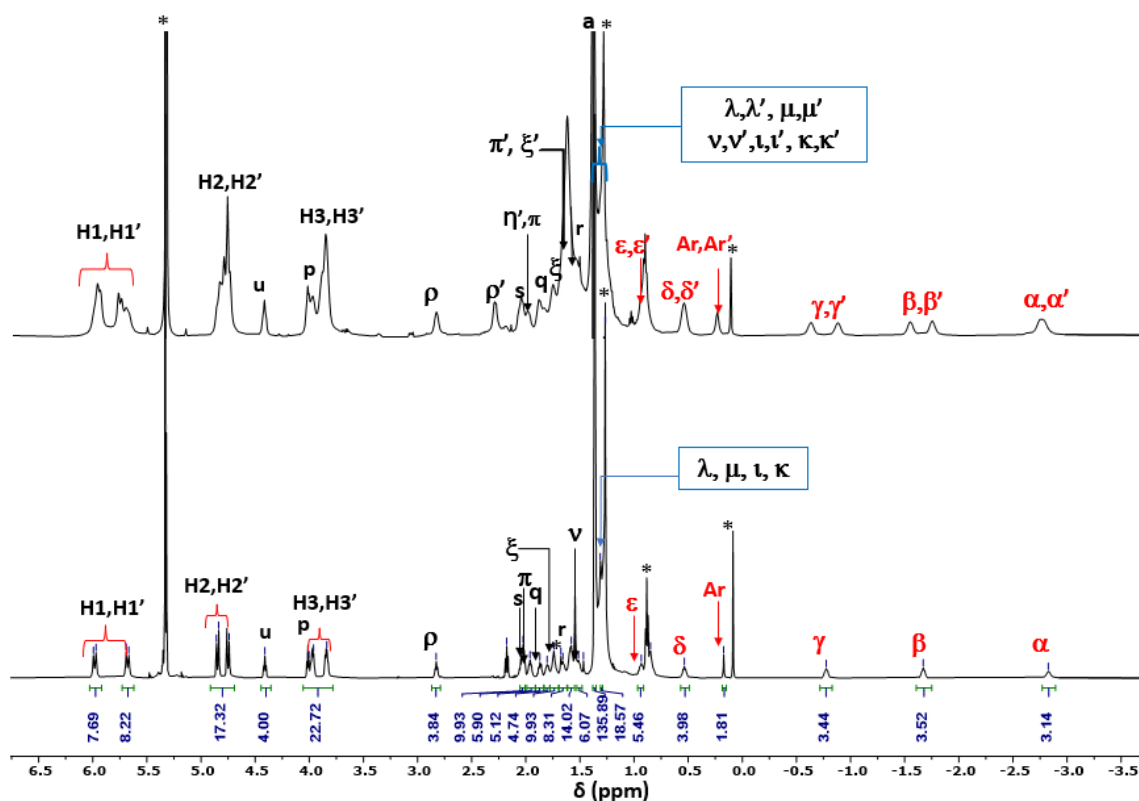 * a *
λ,λ’, μ,μ’
ν,ν’,ι,ι’, κ,κ’
π’, ξ’
H2,H2’
H1,H1’
H3,H3’
η’,π
r
u
p
ρ
ρ’
s
q
ξ
ε,ε’
Ar,Ar’
*
*
δ,δ’
γ,γ’
β,β’
α,α’
λ, μ, ι, κ
ν
ξ
π
s
q
r
*
*
*
H1,H1’
H2,H2’
H3,H3’
u
p
ρ
ε
δ
Ar
γ
β
α
7.69
8.22
17.32
4.00
22.72
3.84
9.93
5.90
5.12
4.74
9.93
8.31
14.02
6.07
135.89
18.57
5.46
3.98
1.81
3.44
3.52
3.14
6.5 6.0 5.5 5.0 4.5 4.0 3.5 3.0 2.5 2.0 1.5 1.0 0.5 0.0 -0.5 -1.0 -1.5 -2.0 -2.5 -3.0 -3.5
δ (ppm)